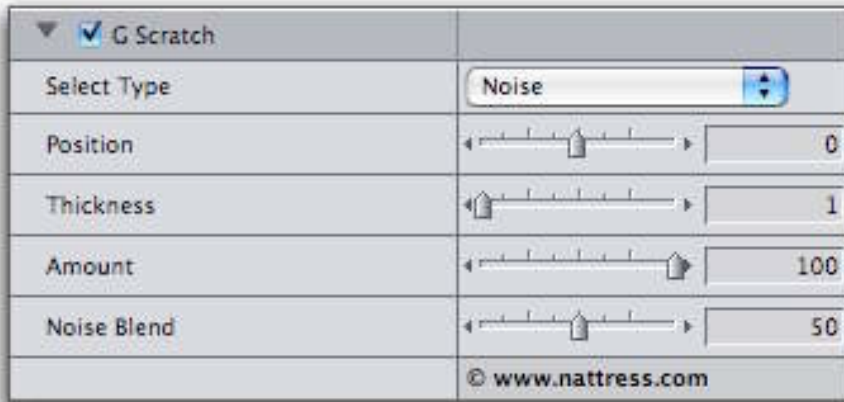 G Scratch
Select Type Noise
Position 0
Thickness 1
Amount 100
Noise Blend 50
© www.nattress.com